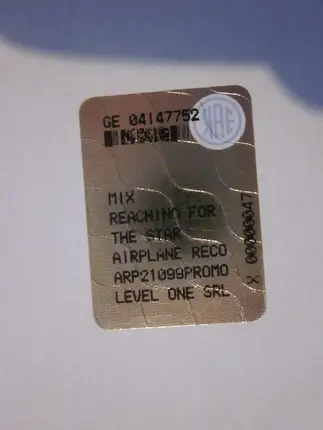 GE 04147752
MIX
REACHING FOR
THE STAR
AIRPLANE RECO
ARP21099PROMO
LEVEL ONE SRL
X 00000047